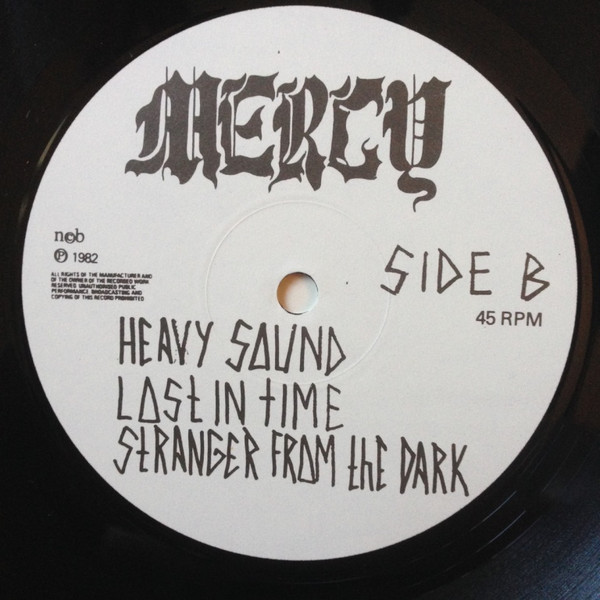 MERCY
ncb
℗ 1982
ALL RIGHTS OF THE MANUFACTURER AND
OF THE OWNER OF THE RECORDED WORK
RESERVED UNAUTHORISED PUBLIC
PERFORMANCE BROADCASTING AND
COPYING OF THIS RECORD PROHIBITED
SIDE B
45 RPM
HEAVY SOUND
LOSt IN tIME
StRANGER FROM thE DARK